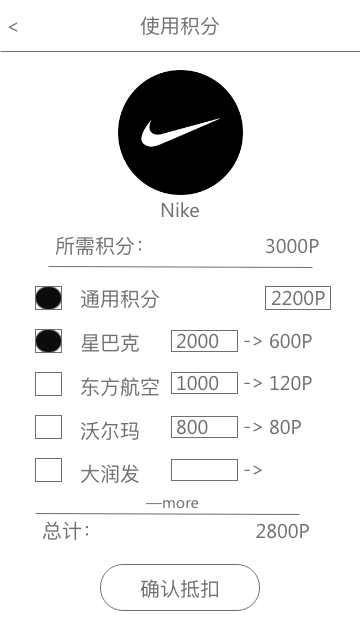 < 使用积分
Nike
所需积分： 3000P
通用积分 2200P
星巴克 2000 -> 600P
东方航空 1000 -> 120P
沃尔玛 800 -> 80P
大润发 ->
—more
总计： 2800P
确认抵扣